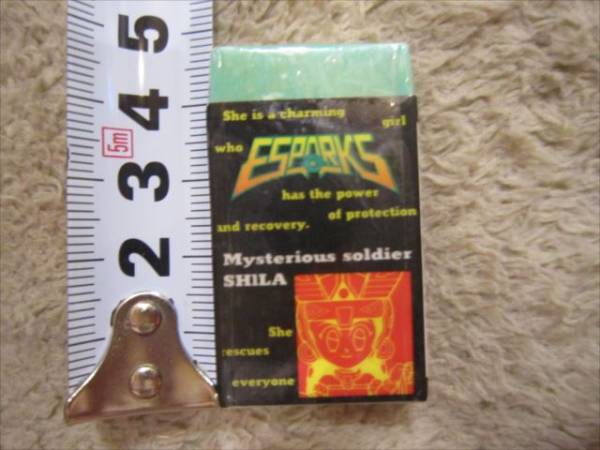 5
4
5m
3
2
She is a charming
girl
who
ESPARKS
has the power
of protection
and recovery.
Mysterious soldier
SHILA
She
rescues
everyone